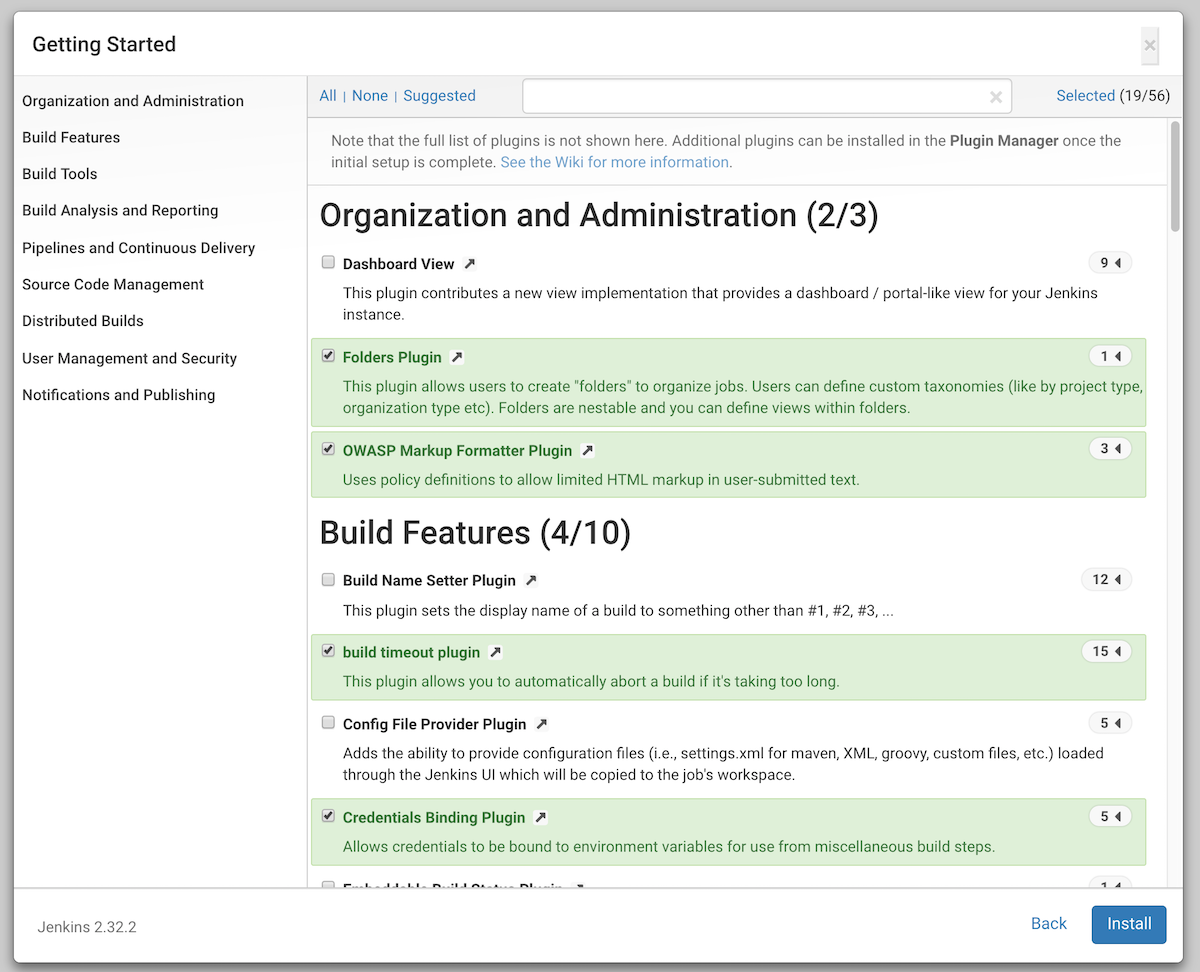 Getting Started
×
Organization and Administration
Build Features
Build Tools
Build Analysis and Reporting
Pipelines and Continuous Delivery
Source Code Management
Distributed Builds
User Management and Security
Notifications and Publishing
All | None | Suggested
×
Selected (19/56)
Note that the full list of plugins is not shown here. Additional plugins can be installed in the Plugin Manager once the
initial setup is complete. See the Wiki for more information.
Organization and Administration (2/3)
Dashboard View 9
This plugin contributes a new view implementation that provides a dashboard / portal-like view for your Jenkins
instance.
Folders Plugin 1
This plugin allows users to create "folders" to organize jobs. Users can define custom taxonomies (like by project type,
organization type etc). Folders are nestable and you can define views within folders.
OWASP Markup Formatter Plugin 3
Uses policy definitions to allow limited HTML markup in user-submitted text.
Build Features (4/10)
Build Name Setter Plugin 12
This plugin sets the display name of a build to something other than #1, #2, #3, ...
build timeout plugin 15
This plugin allows you to automatically abort a build if it's taking too long.
Config File Provider Plugin 5
Adds the ability to provide configuration files (i.e., settings.xml for maven, XML, groovy, custom files, etc.) loaded
through the Jenkins UI which will be copied to the job's workspace.
Credentials Binding Plugin 5
Allows credentials to be bound to environment variables for use from miscellaneous build steps.
Embeddable Build Status Plugin 1
Jenkins 2.32.2
Back
Install